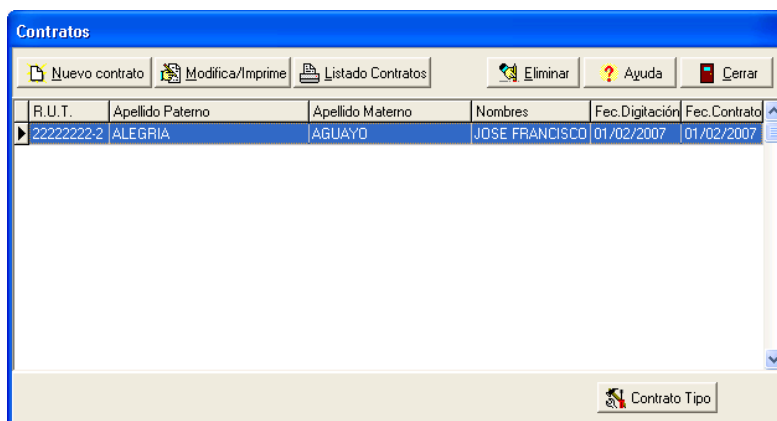 Contratos
Nuevo contrato Modifica/Imprime Listado Contratos Eliminar Ayuda Cerrar
R.U.T. Apellido Paterno Apellido Materno Nombres Fec.Digitación Fec.Contrato
22222222-2 ALEGRIA AGUAYO JOSE FRANCISCO 01/02/2007 01/02/2007
Contrato Tipo